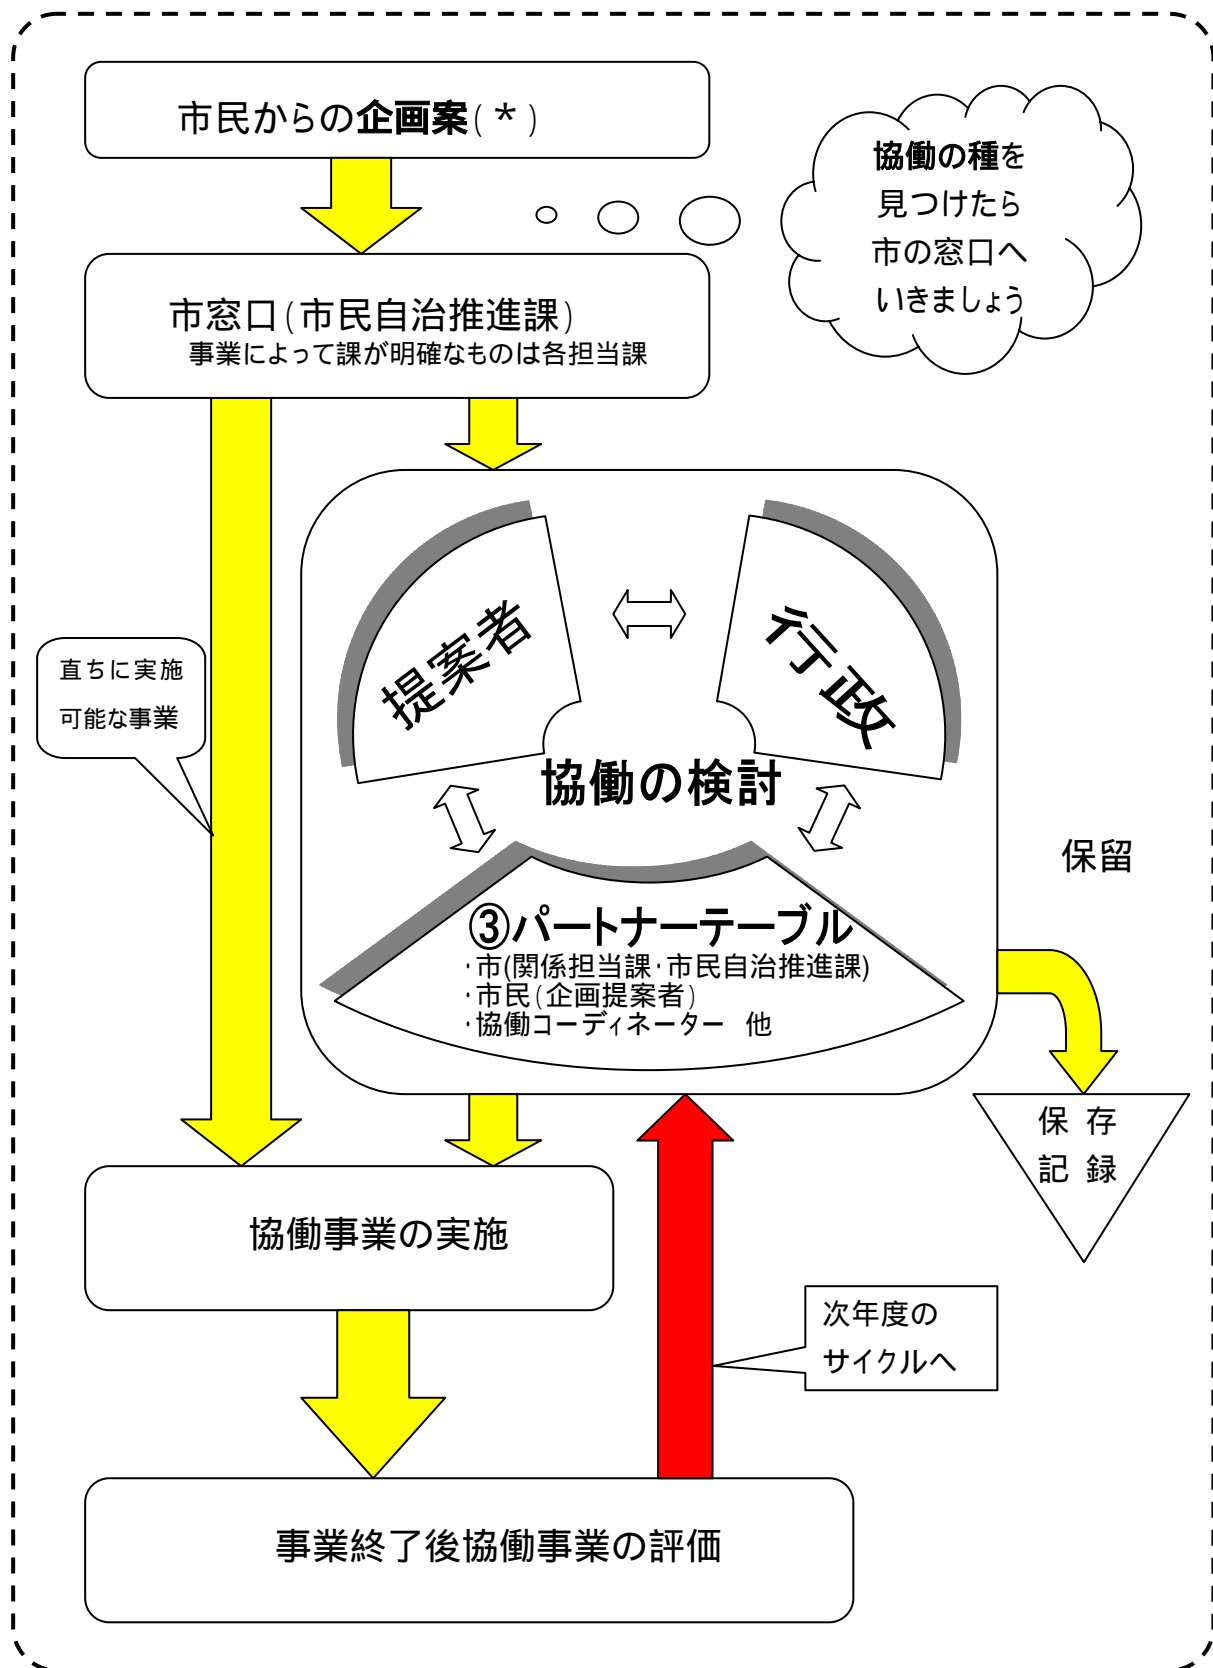 市民からの企画案(＊)
協働の種を
見つけたら
市の窓口へ
いきましょう
市窓口(市民自治推進課)
事業によって課が明確なものは各担当課
直ちに実施
可能な事業
提案者
行政
協働の検討
③パートナーテーブル
・市(関係担当課・市民自治推進課)
・市民(企画提案者)
・協働コーディネーター 他
保留
保存
記録
協働事業の実施
次年度の
サイクルへ
事業終了後協働事業の評価